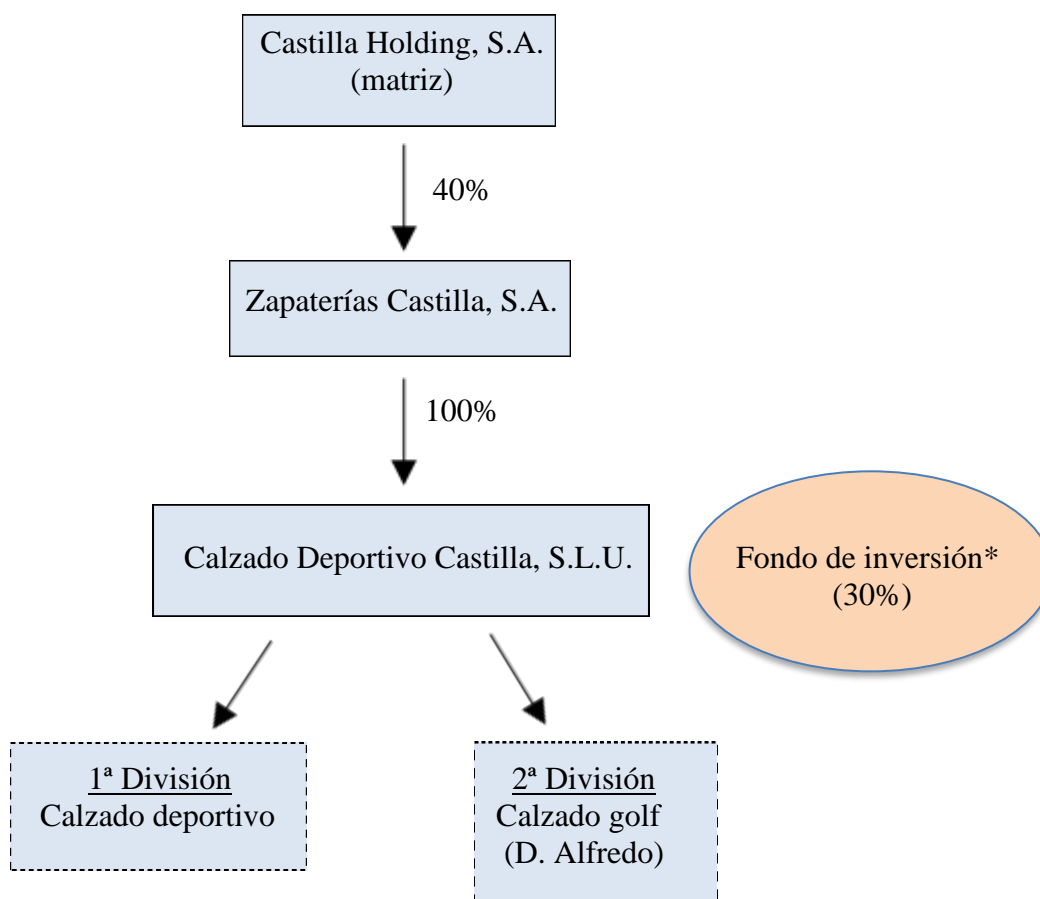 Castilla Holding, S.A.
(matriz)
40%
Zapaterías Castilla, S.A.
100%
Calzado Deportivo Castilla, S.L.U.
Fondo de inversión*
(30%)
1ª División
Calzado deportivo
2ª División
Calzado golf
(D. Alfredo)